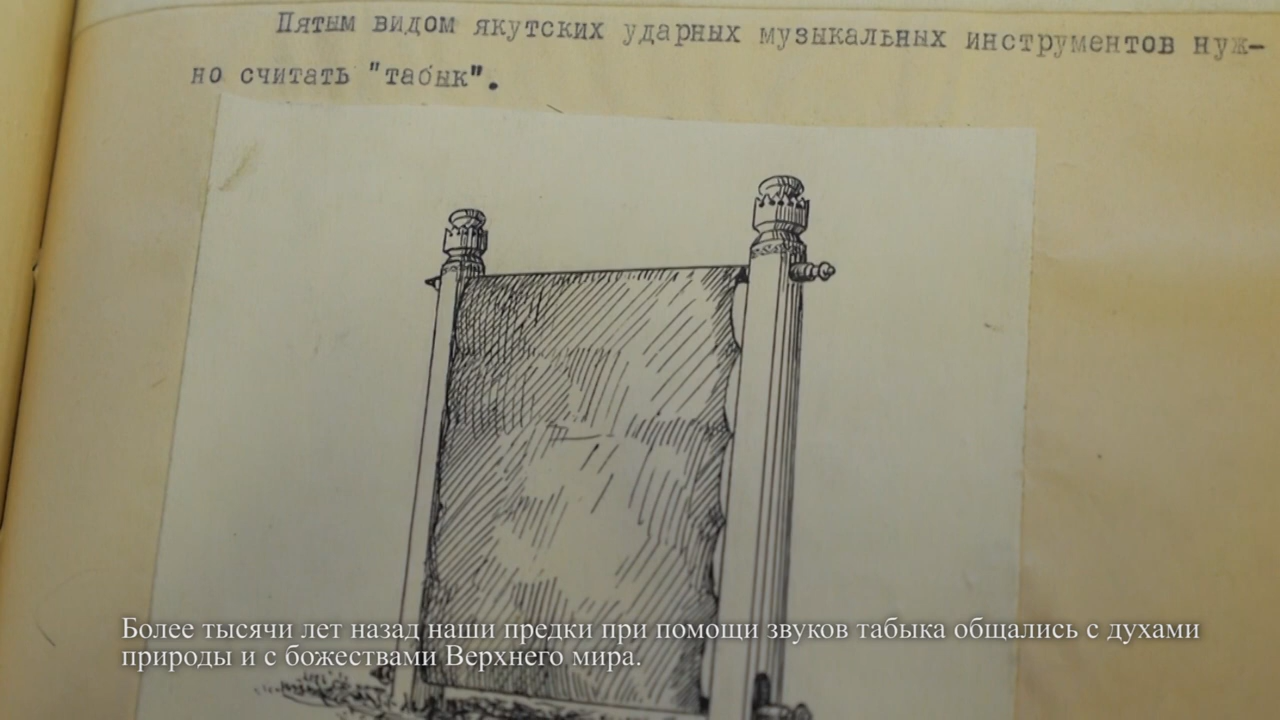 Пятым видом якутских ударных музыкальных инструментов нуж-
но считать "табык".
Более тысячи лет назад наши предки при помощи звуков табыка общались с духами
природы и с божествами Верхнего мира.